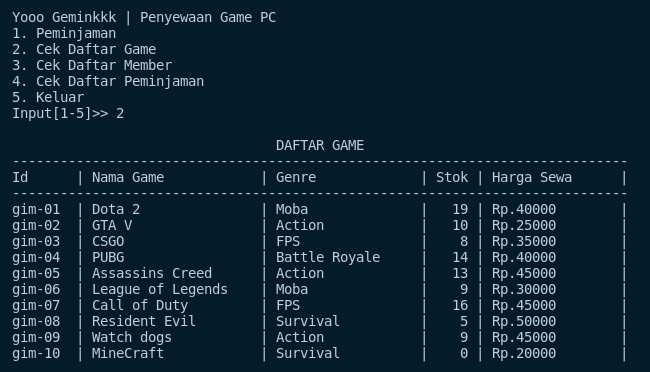 Yooo Geminkkk | Penyewaan Game PC
1. Peminjaman
2. Cek Daftar Game
3. Cek Daftar Member
4. Cek Daftar Peminjaman
5. Keluar
Input[1-5]>> 2
DAFTAR GAME
-----------------------------------------------------------------------------
Id      | Nama Game            | Genre             | Stok | Harga Sewa      |
-----------------------------------------------------------------------------
gim-01  | Dota 2               | Moba              |   19 | Rp.40000        |
gim-02  | GTA V                | Action            |   10 | Rp.25000        |
gim-03  | CSGO                 | FPS               |    8 | Rp.35000        |
gim-04  | PUBG                 | Battle Royale     |   14 | Rp.40000        |
gim-05  | Assassins Creed      | Action            |   13 | Rp.45000        |
gim-06  | League of Legends    | Moba              |    9 | Rp.30000        |
gim-07  | Call of Duty         | FPS               |   16 | Rp.45000        |
gim-08  | Resident Evil        | Survival          |    5 | Rp.50000        |
gim-09  | Watch dogs           | Action            |    9 | Rp.45000        |
gim-10  | MineCraft            | Survival          |    0 | Rp.20000        |